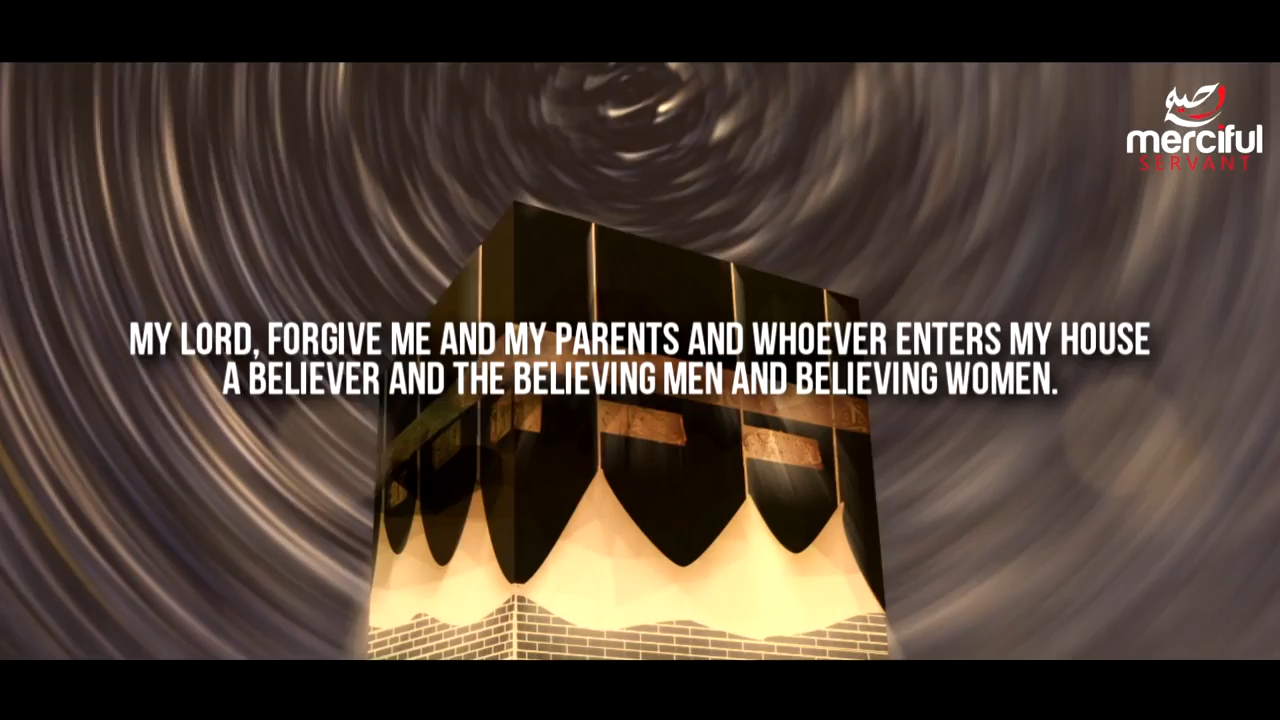 merciful
SERVANT
MY LORD, FORGIVE ME AND MY PARENTS AND WHOEVER ENTERS MY HOUSE
A BELIEVER AND THE BELIEVING MEN AND BELIEVING WOMEN.